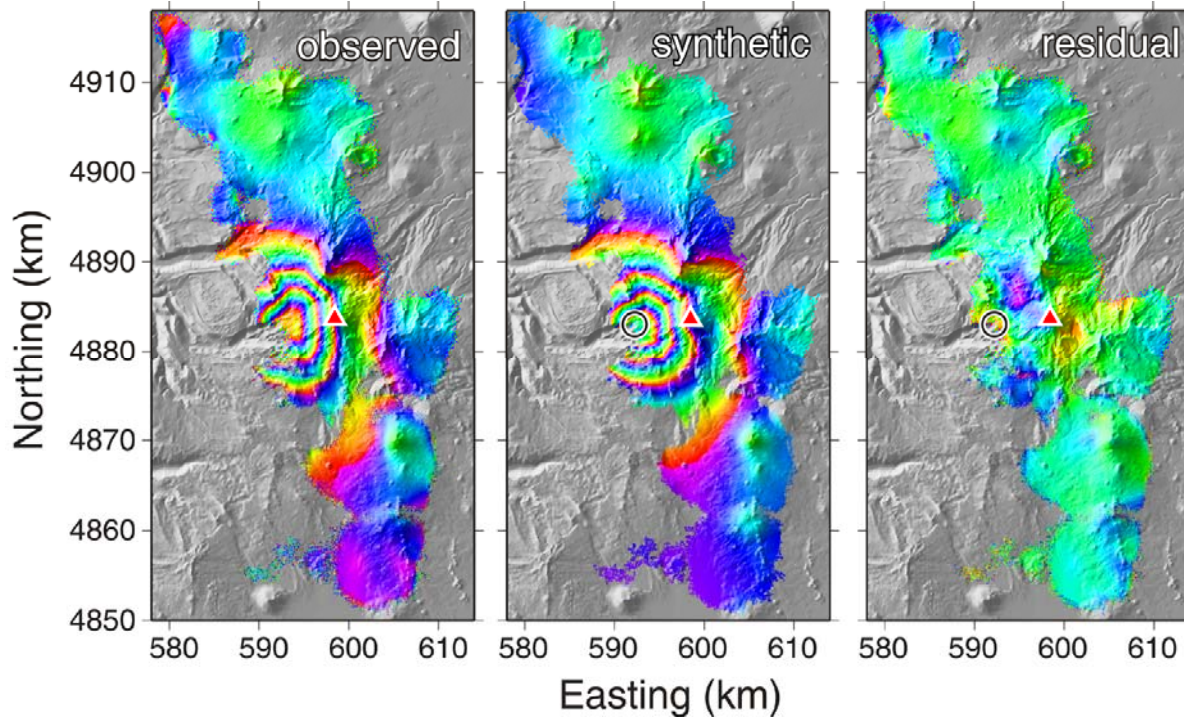 observed
synthetic
residual
4910
4900
4890
4880
4870
4860
4850
Northing (km)
580 590 600 610
580 590 600 610
580 590 600 610
Easting (km)